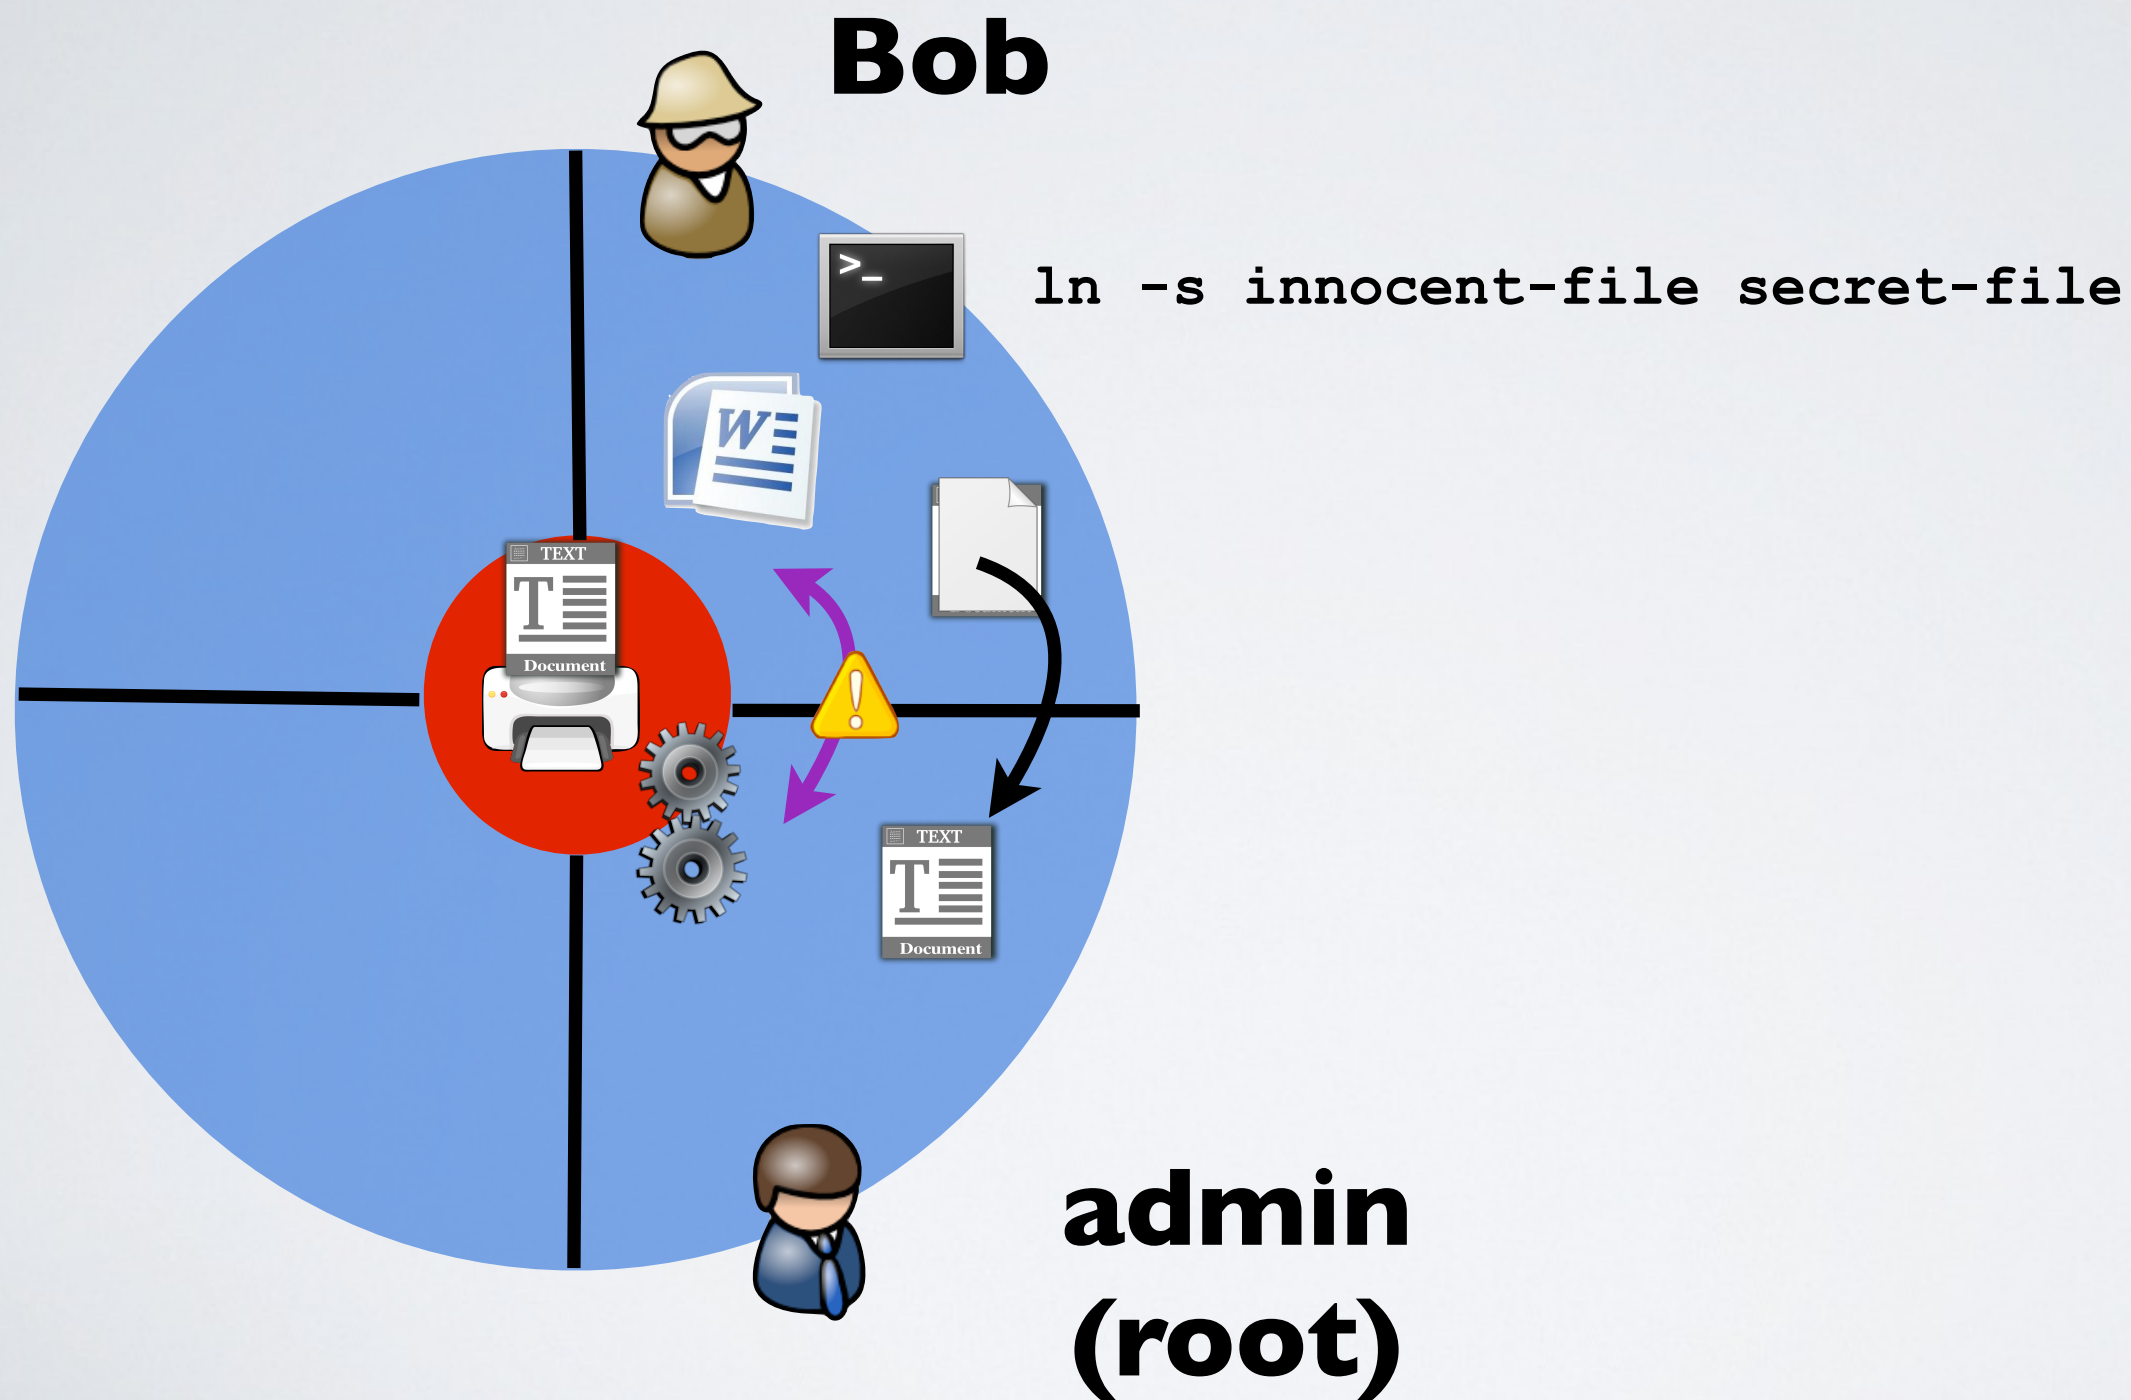 Bob
>_
ln -s innocent-file secret-file
W
TEXT
T
Document
TEXT
T
Document
admin
(root)